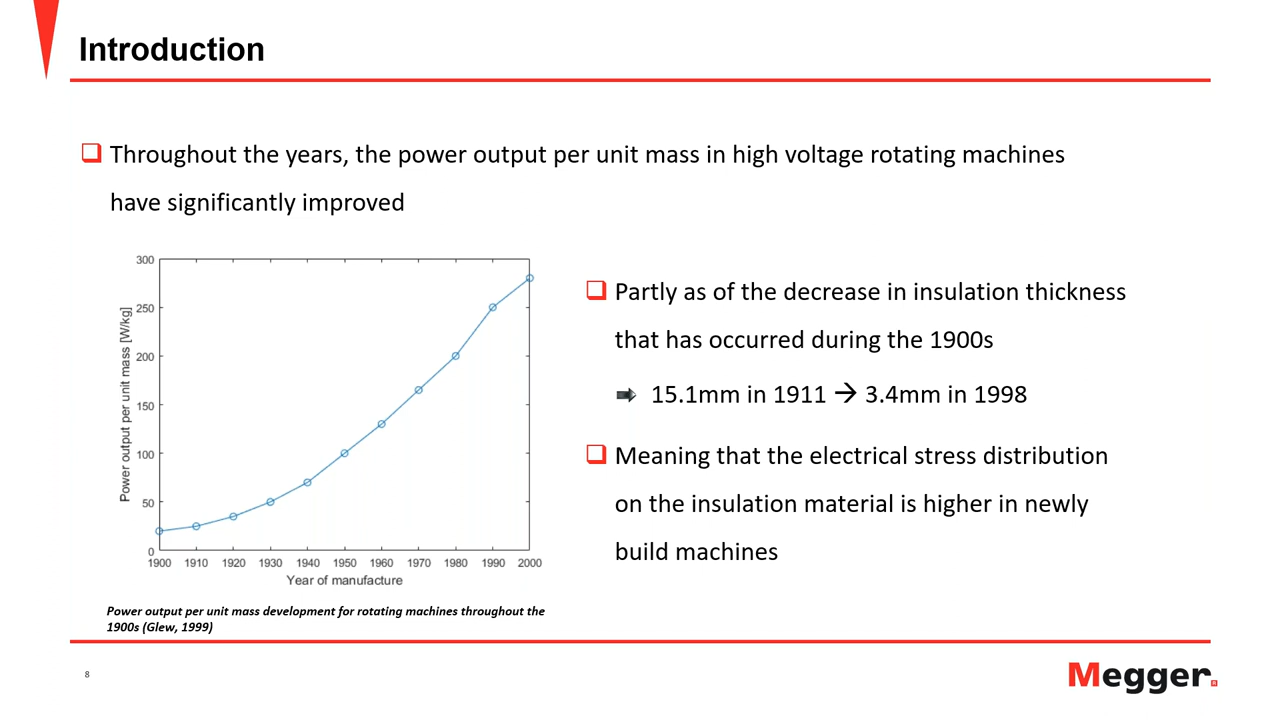 Introduction
Throughout the years, the power output per unit mass in high voltage rotating machines
have significantly improved
300
250
200
150
100
50
0
Power output per unit mass [W/kg]
1900 1910 1920 1930 1940 1950 1960 1970 1980 1990 2000
Year of manufacture
Power output per unit mass development for rotating machines throughout the
1900s (Glew, 1999)
Partly as of the decrease in insulation thickness
that has occurred during the 1900s
15.1mm in 1911 → 3.4mm in 1998
Meaning that the electrical stress distribution
on the insulation material is higher in newly
build machines
8
Megger.